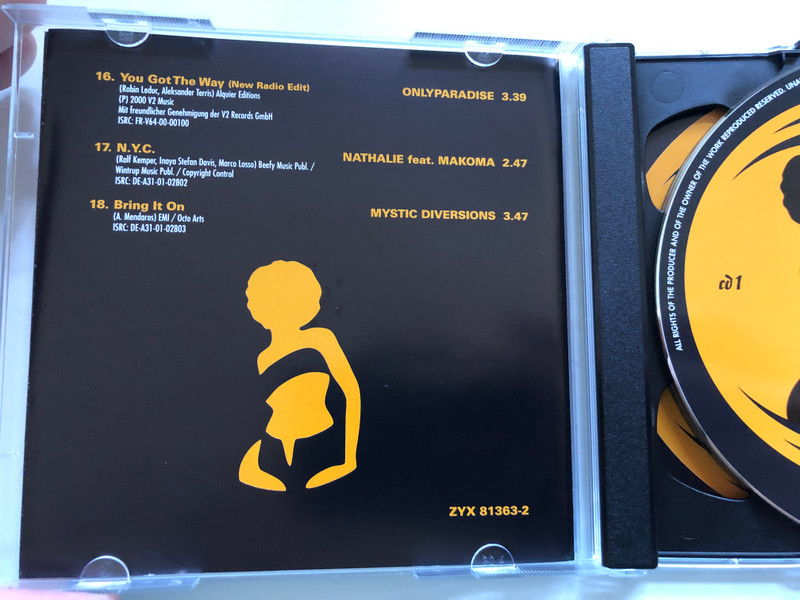 16. You Got The Way (New Radio Edit) ONLYPARADISE 3.39
(Robin Leduc, Aleksander Terris) Alquier Editions
(P) 2000 V2 Music
Mit freundlicher Genehmigung der V2 Records GmbH
ISRC: FR-V64-00-00100
17. N.Y.C. NATHALIE feat. MAKOMA 2.47
(Ralf Kemper, Inaya Stefan Davis, Marco Losso) Beefy Music Publ. /
Wintrup Music Publ. / Copyright Control
ISRC: DE-A31-01-02802
18. Bring It On MYSTIC DIVERSIONS 3.47
(A. Mendaros) EMI / Octo Arts
ISRC: DE-A31-01-02803
ZYX 81363-2
cd 1
ALL RIGHTS OF THE PRODUCER AND OF THE OWNER OF THE WORK REPRODUCED RESERVED. UNA